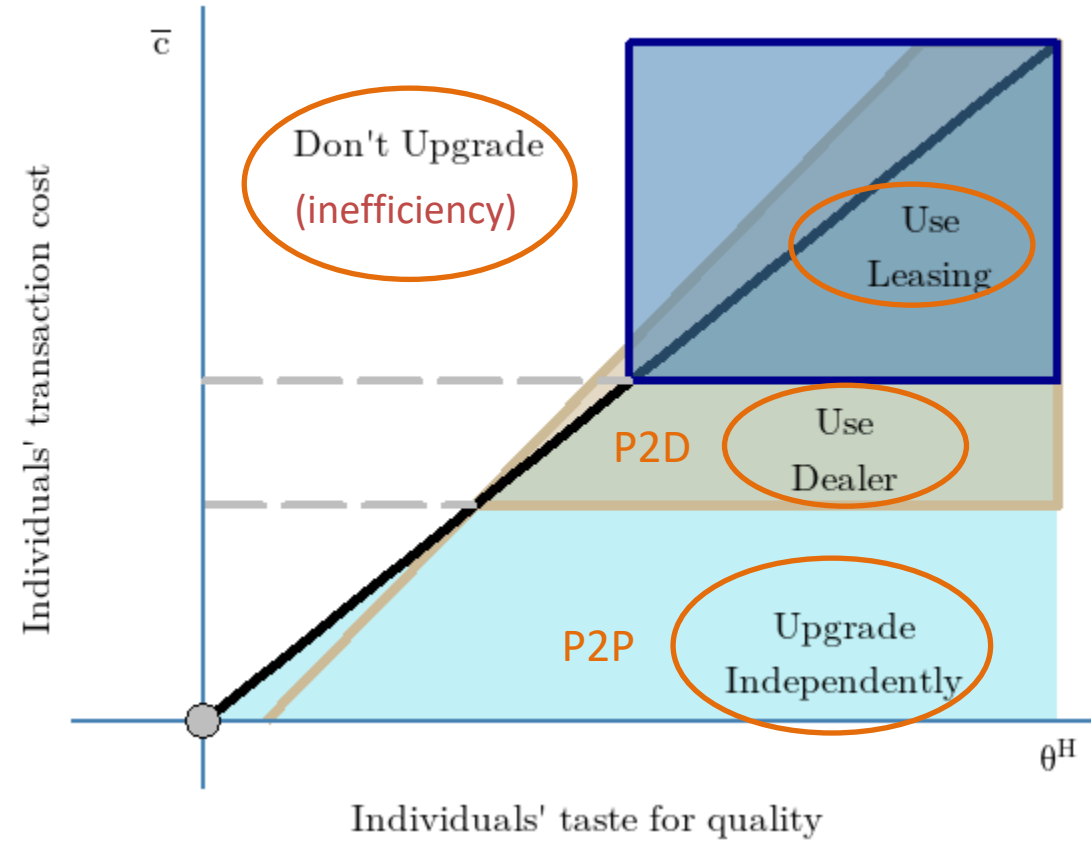 c̅
Don't Upgrade
(inefficiency)
Use
Leasing
Use
Dealer
P2D
P2P
Upgrade
Independently
θᴴ
Individuals' transaction cost
Individuals' taste for quality